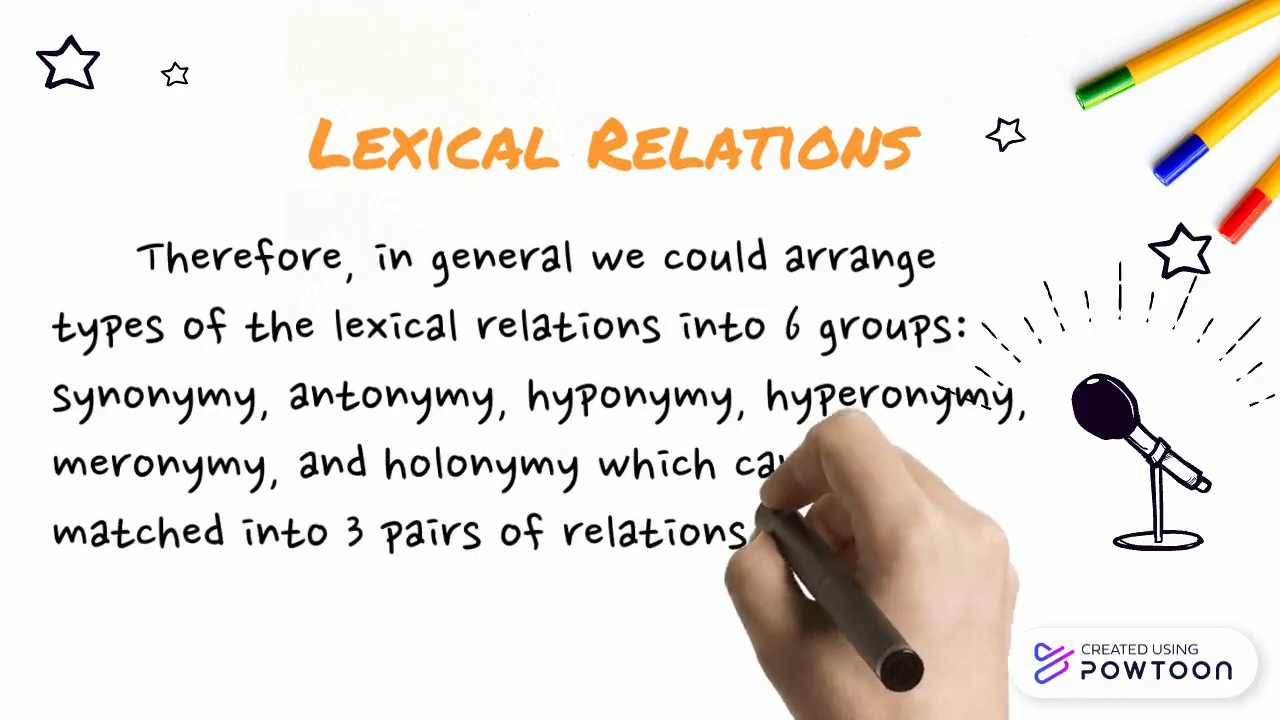 LEXICAL RELATIONS
Therefore, in general we could arrange
types of the lexical relations into 6 groups:
synonymy, antonymy, hyponymy, hyperonymy,
meronymy, and holonymy which
matched into 3 pairs of relations
CREATED USING
POWTOON